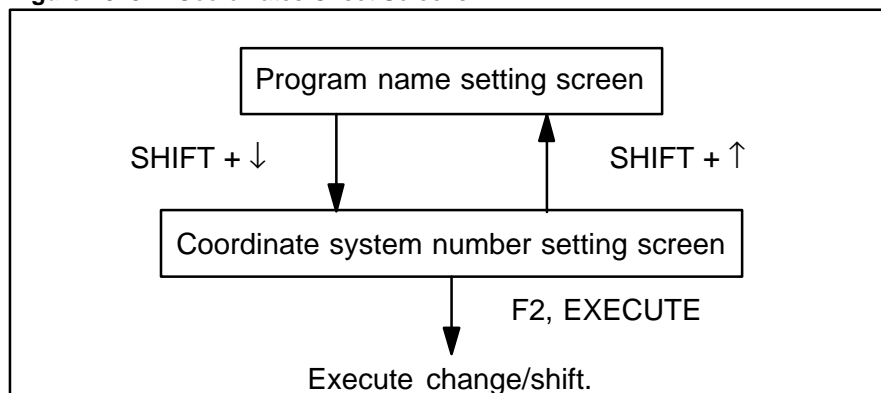 Program name setting screen
SHIFT + ↓
SHIFT + ↑
Coordinate system number setting screen
F2, EXECUTE
Execute change/shift.